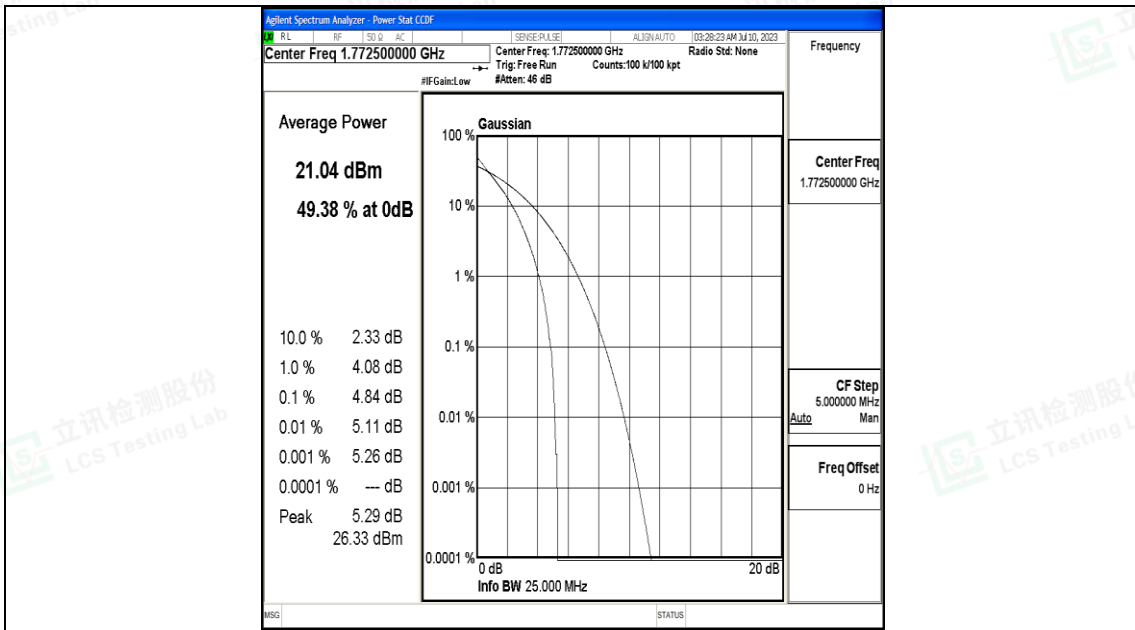 Agilent Spectrum Analyzer - Power Stat CCDF
RL RF 50 Ω AC SENSE:PULSE ALIGN AUTO 03:28:23 AM Jul 10, 2023
Center Freq 1.772500000 GHz
Center Freq: 1.772500000 GHz Radio Std: None
Trig: Free Run Counts:100 k/100 kpt
#IFGain:Low #Atten: 46 dB
Frequency
Average Power
21.04 dBm
49.38 % at 0dB
10.0 % 2.33 dB
1.0 % 4.08 dB
0.1 % 4.84 dB
0.01 % 5.11 dB
0.001 % 5.26 dB
0.0001 % --- dB
Peak 5.29 dB
26.33 dBm
Gaussian
100 %
10 %
1 %
0.1 %
0.01 %
0.001 %
0.0001 %
0 dB 20 dB
Info BW 25.000 MHz
Center Freq
1.772500000 GHz
CF Step
5.000000 MHz
Auto Man
Freq Offset
0 Hz
MSG STATUS
立讯检测股份
LCS Testing Lab
立讯检测股份
LCS Testing L